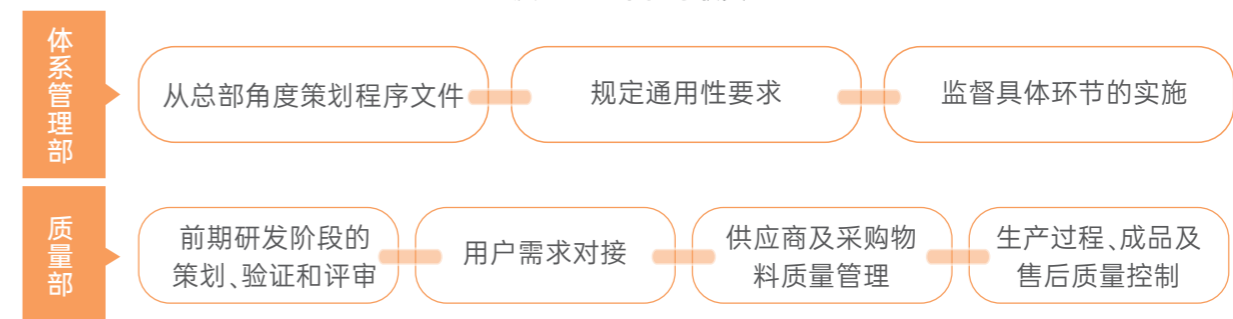 体系管理部
从总部角度策划程序文件
规定通用性要求
监督具体环节的实施
质量部
前期研发阶段的
策划、验证和评审
用户需求对接
供应商及采购物
料质量管理
生产过程、成品及
售后质量控制